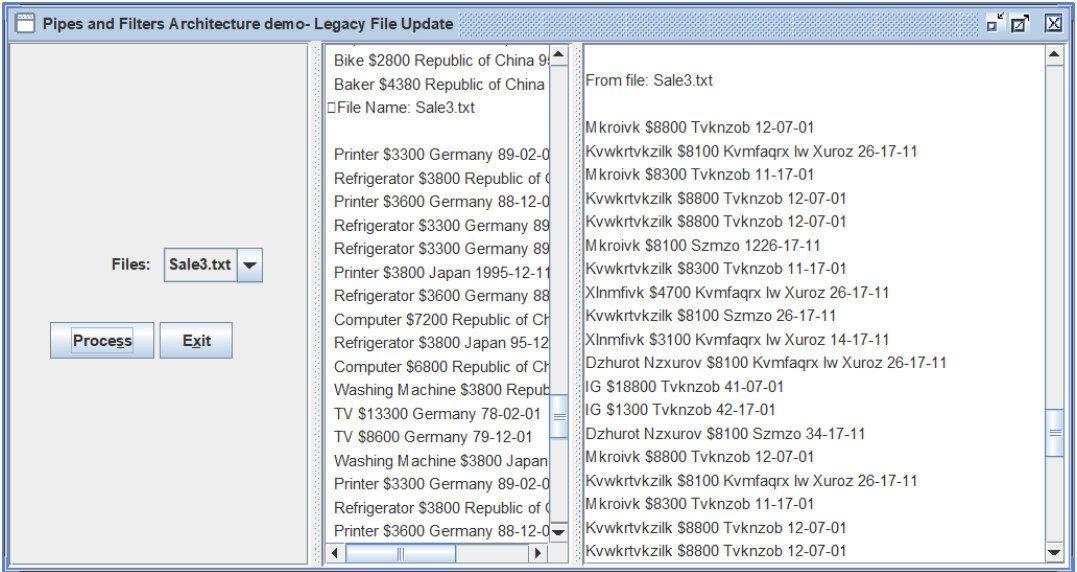 Pipes and Filters Architecture demo- Legacy File Update
Files: Sale3.txt
Process Exit
Bike $2800 Republic of China
Baker $4380 Republic of China
File Name: Sale3.txt
Printer $3300 Germany 89-02-0
Refrigerator $3800 Republic of
Printer $3600 Germany 88-12-0
Refrigerator $3300 Germany 89
Refrigerator $3300 Germany 89
Printer $3800 Japan 1995-12-11
Refrigerator $3600 Germany 88
Computer $7200 Republic of Ch
Refrigerator $3800 Japan 95-12
Computer $6800 Republic of Ch
Washing Machine $3800 Repub
TV $13300 Germany 78-02-01
TV $8600 Germany 79-12-01
Washing Machine $3800 Japan
Printer $3300 Germany 89-02-0
Refrigerator $3800 Republic of
Printer $3600 Germany 88-12-0
From file: Sale3.txt
Mkroivk $8800 Tvknzob 12-07-01
Kvwkrtvkzilk $8100 Kvmfaqrx lw Xuroz 26-17-11
Mkroivk $8300 Tvknzob 11-17-01
Kvwkrtvkzilk $8800 Tvknzob 12-07-01
Kvwkrtvkzilk $8800 Tvknzob 12-07-01
Mkroivk $8100 Szmzo 1226-17-11
Kvwkrtvkzilk $8300 Tvknzob 11-17-01
Xlnmfivk $4700 Kvmfaqrx lw Xuroz 26-17-11
Kvwkrtvkzilk $8100 Szmzo 26-17-11
Xlnmfivk $3100 Kvmfaqrx lw Xuroz 14-17-11
Dzhurot Nzxurov $8100 Kvmfaqrx lw Xuroz 26-17-11
IG $18800 Tvknzob 41-07-01
IG $1300 Tvknzob 42-17-01
Dzhurot Nzxurov $8100 Szmzo 34-17-11
Mkroivk $8800 Tvknzob 12-07-01
Kvwkrtvkzilk $8100 Kvmfaqrx lw Xuroz 26-17-11
Mkroivk $8300 Tvknzob 11-17-01
Kvwkrtvkzilk $8800 Tvknzob 12-07-01
Kvwkrtvkzilk $8800 Tvknzob 12-07-01